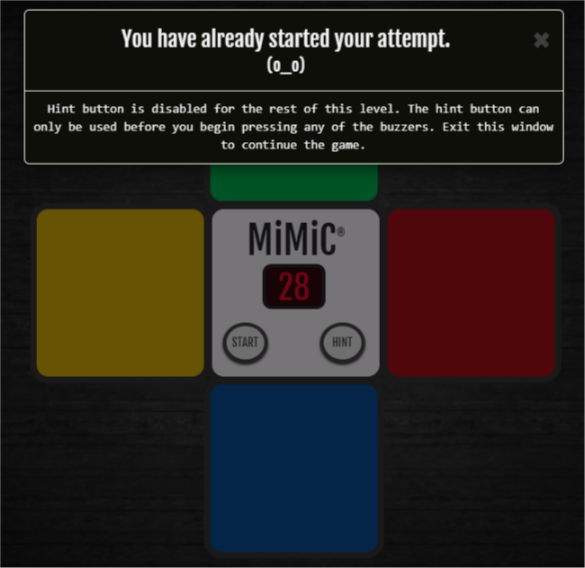 You have already started your attempt.
(o_o)
×
Hint button is disabled for the rest of this level. The hint button can
only be used before you begin pressing any of the buzzers. Exit this window
to continue the game.
MiMiC®
28
START
HINT